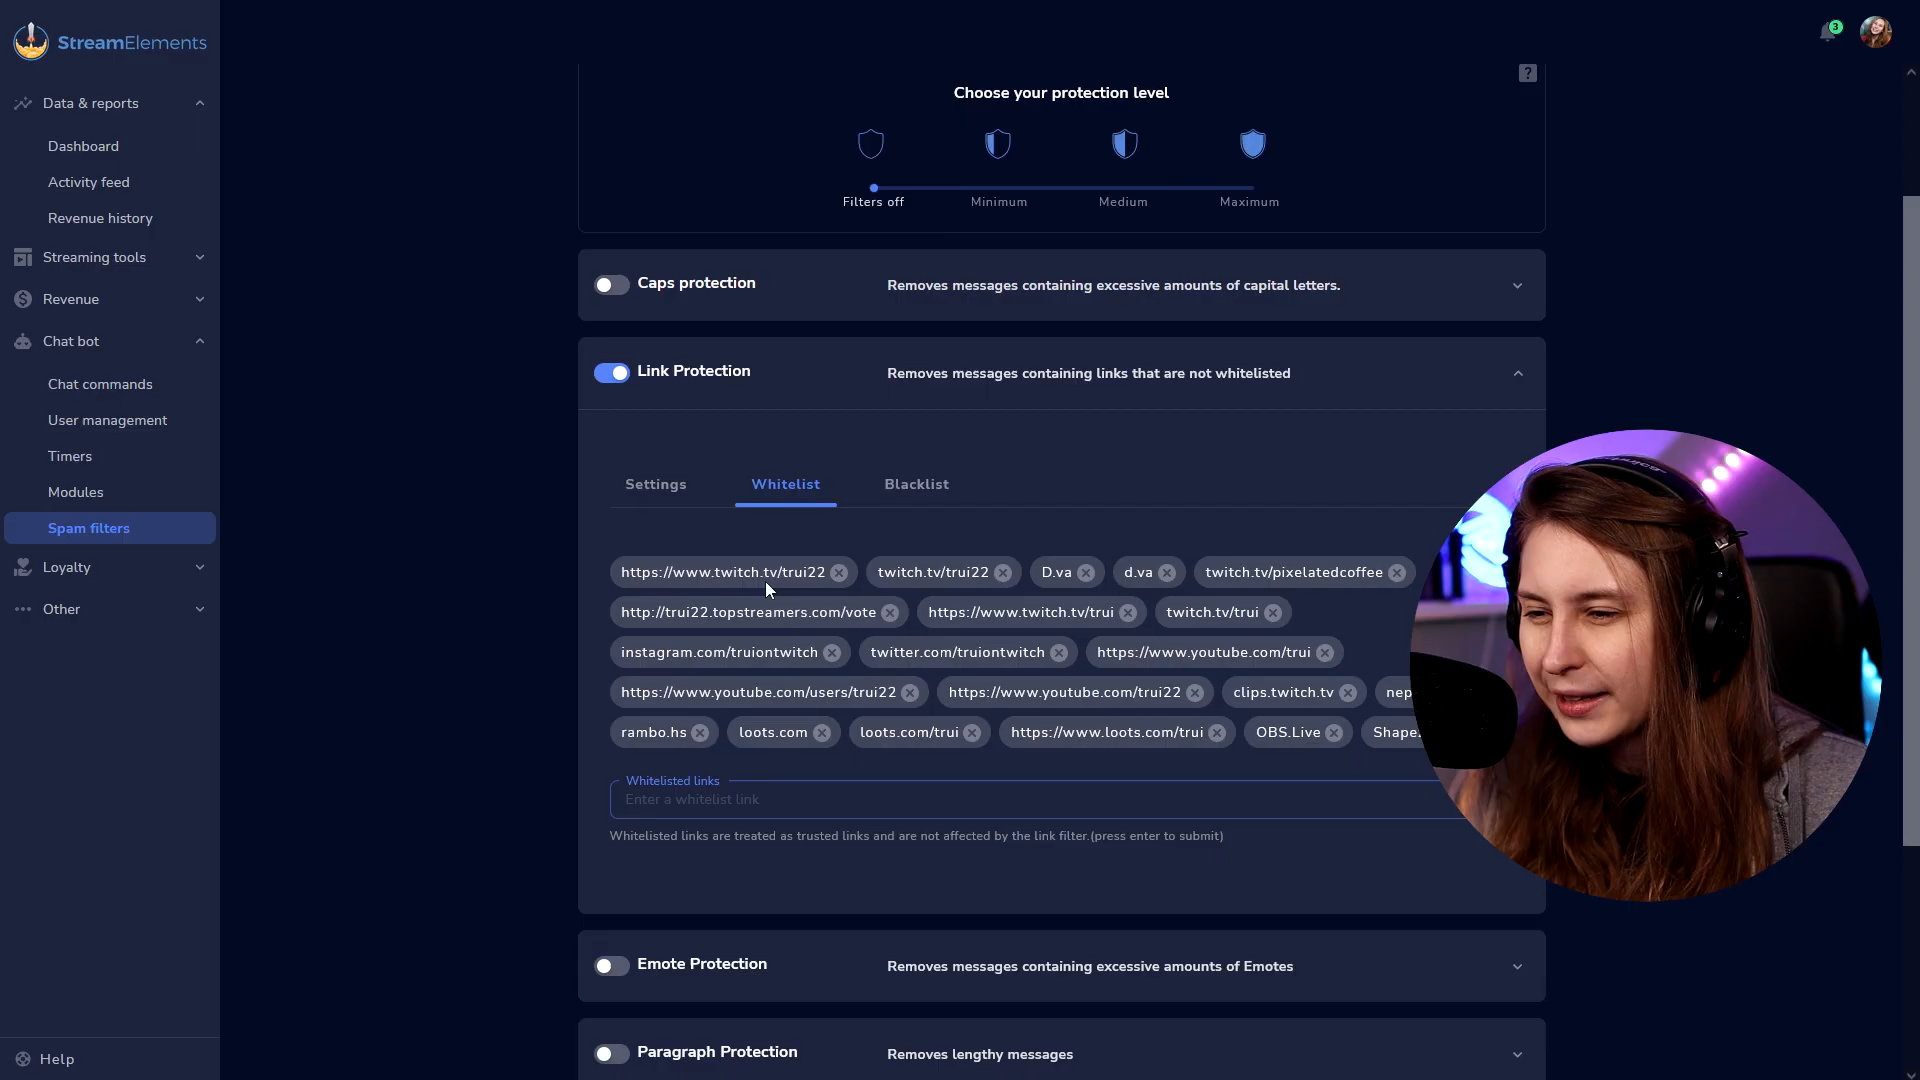 StreamElements
3
Data & reports
Dashboard
Activity feed
Revenue history
Streaming tools
Revenue
Chat bot
Chat commands
User management
Timers
Modules
Spam filters
Loyalty
Other
Help
?
Choose your protection level
Filters off Minimum Medium Maximum
Caps protection Removes messages containing excessive amounts of capital letters.
Link Protection Removes messages containing links that are not whitelisted
Settings Whitelist Blacklist
https://www.twitch.tv/trui22 twitch.tv/trui22 D.va d.va twitch.tv/pixelatedcoffee
http://trui22.topstreamers.com/vote https://www.twitch.tv/trui twitch.tv/trui
instagram.com/truiontwitch twitter.com/truiontwitch https://www.youtube.com/trui
https://www.youtube.com/users/trui22 https://www.youtube.com/trui22 clips.twitch.tv nep
rambo.hs loots.com loots.com/trui https://www.loots.com/trui OBS.Live Shape
Whitelisted links
Enter a whitelist link
Whitelisted links are treated as trusted links and are not affected by the link filter.(press enter to submit)
Emote Protection Removes messages containing excessive amounts of Emotes
Paragraph Protection Removes lengthy messages